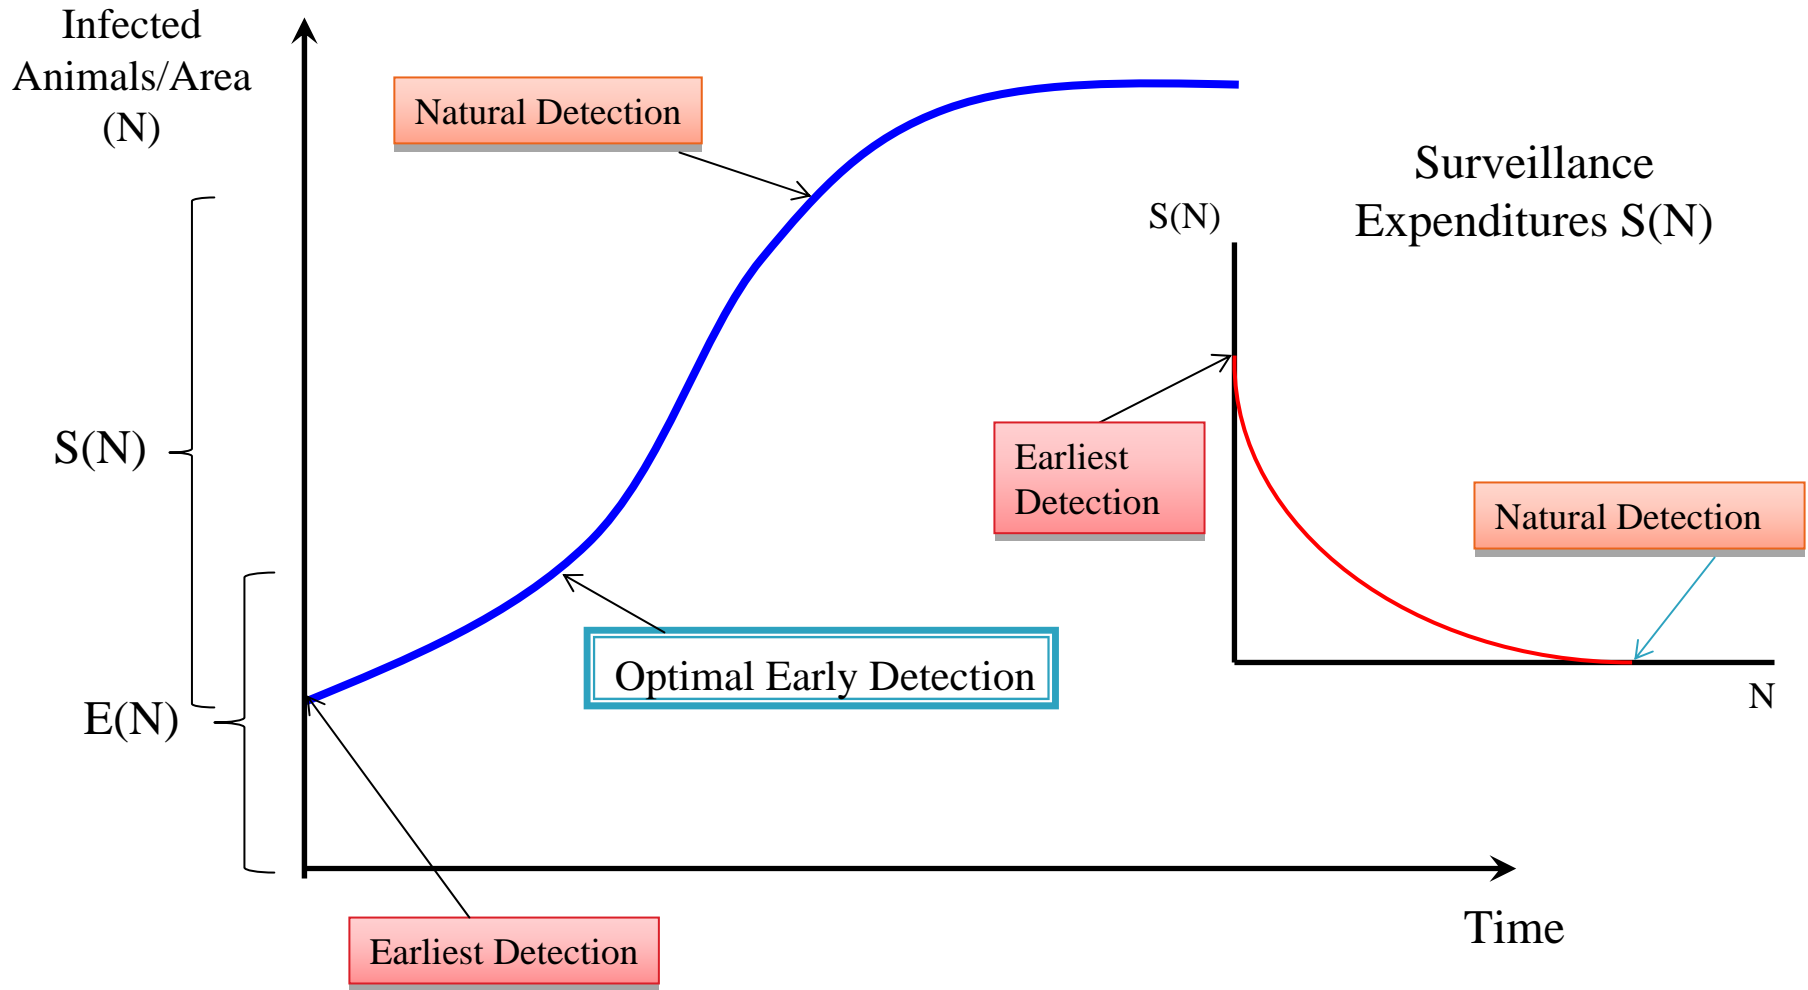 Infected
Animals/Area
(N)
Natural Detection
Surveillance
Expenditures S(N)
S(N)
S(N)
Earliest
Detection
Natural Detection
Optimal Early Detection
E(N)
N
Earliest Detection
Time